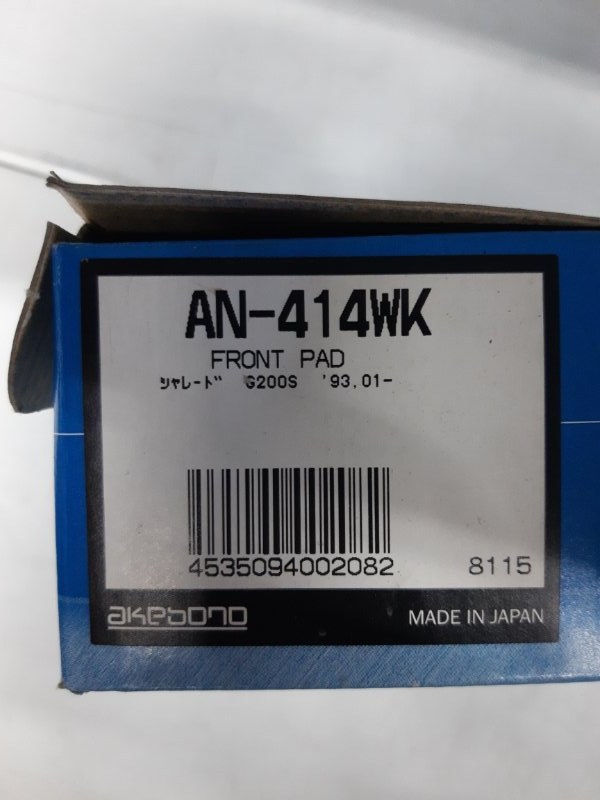 AN-414WK
FRONT PAD
ｼｬﾚｰﾄﾞ G200S '93.01-
4535094002082
8115
akebono
MADE IN JAPAN